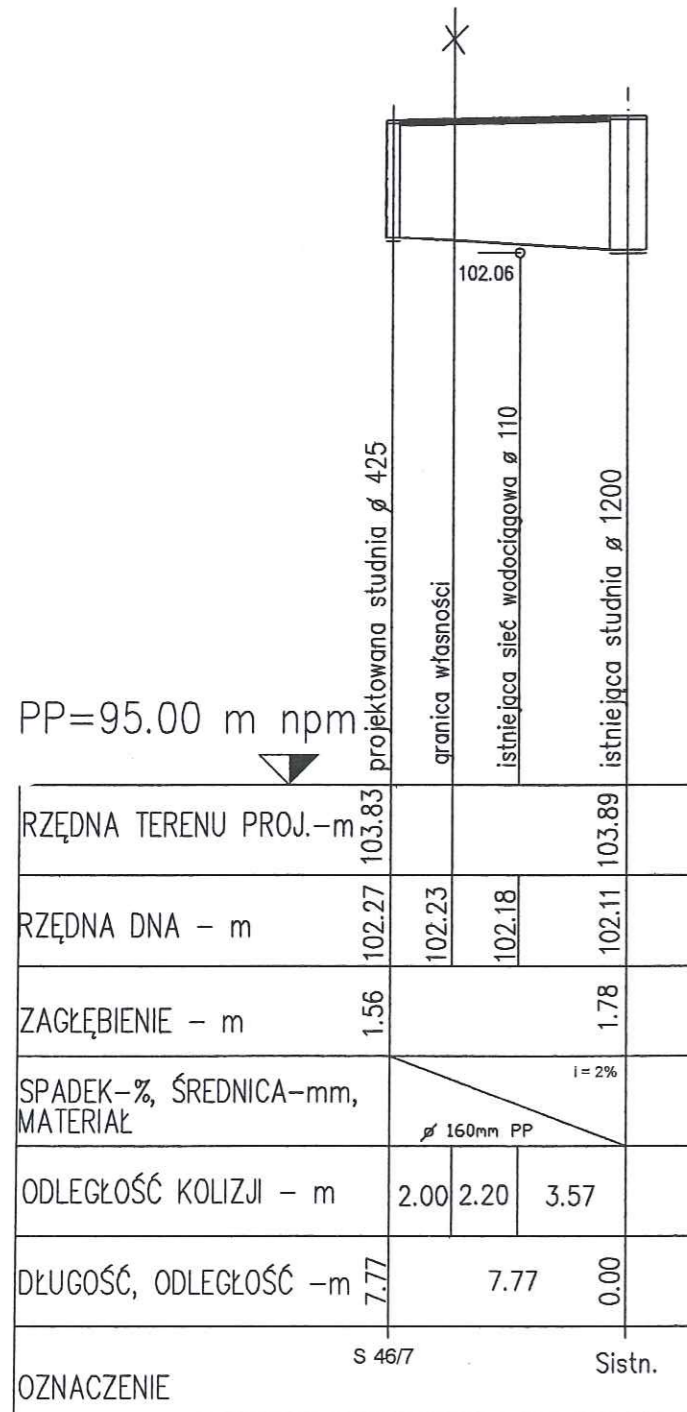 102.06
projektowana studnia ø 425
granica własności
istniejąca sieć wodociągowa ø 110
istniejąca studnia ø 1200
PP=95.00 m npm
RZĘDNA TERENU PROJ.-m 103.83 103.89
RZĘDNA DNA - m 102.27 102.23 102.18 102.11
ZAGŁĘBIENIE - m 1.56 1.78
SPADEK-%, ŚREDNICA-mm,
MATERIAŁ
i = 2%
ø 160mm PP
ODLEGŁOŚĆ KOLIZJI - m 2.00 2.20 3.57
DŁUGOŚĆ, ODLEGŁOŚĆ -m 7.77 7.77 0.00
OZNACZENIE S 46/7 Sistn.